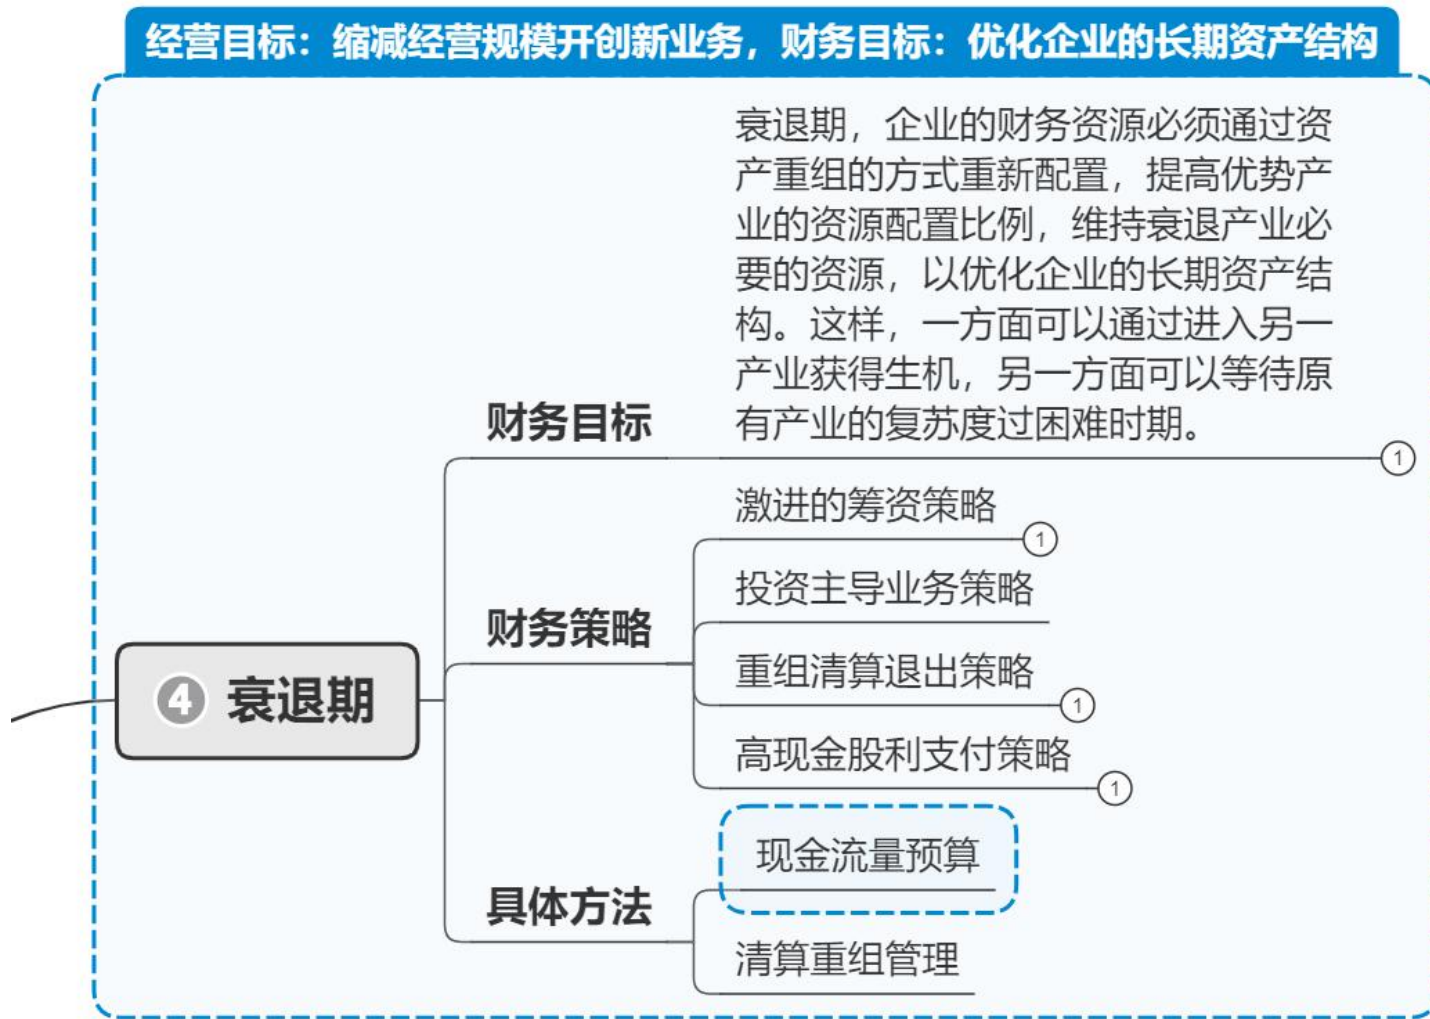 经营目标：缩减经营规模开创新业务，财务目标：优化企业的长期资产结构
衰退期，企业的财务资源必须通过资
产重组的方式重新配置，提高优势产
业的资源配置比例，维持衰退产业必
要的资源，以优化企业的长期资产结
构。这样，一方面可以通过进入另一
产业获得生机，另一方面可以等待原
有产业的复苏度过困难时期。
财务目标
1
激进的筹资策略
1
投资主导业务策略
财务策略
重组清算退出策略
1
4 衰退期
高现金股利支付策略
1
现金流量预算
具体方法
清算重组管理